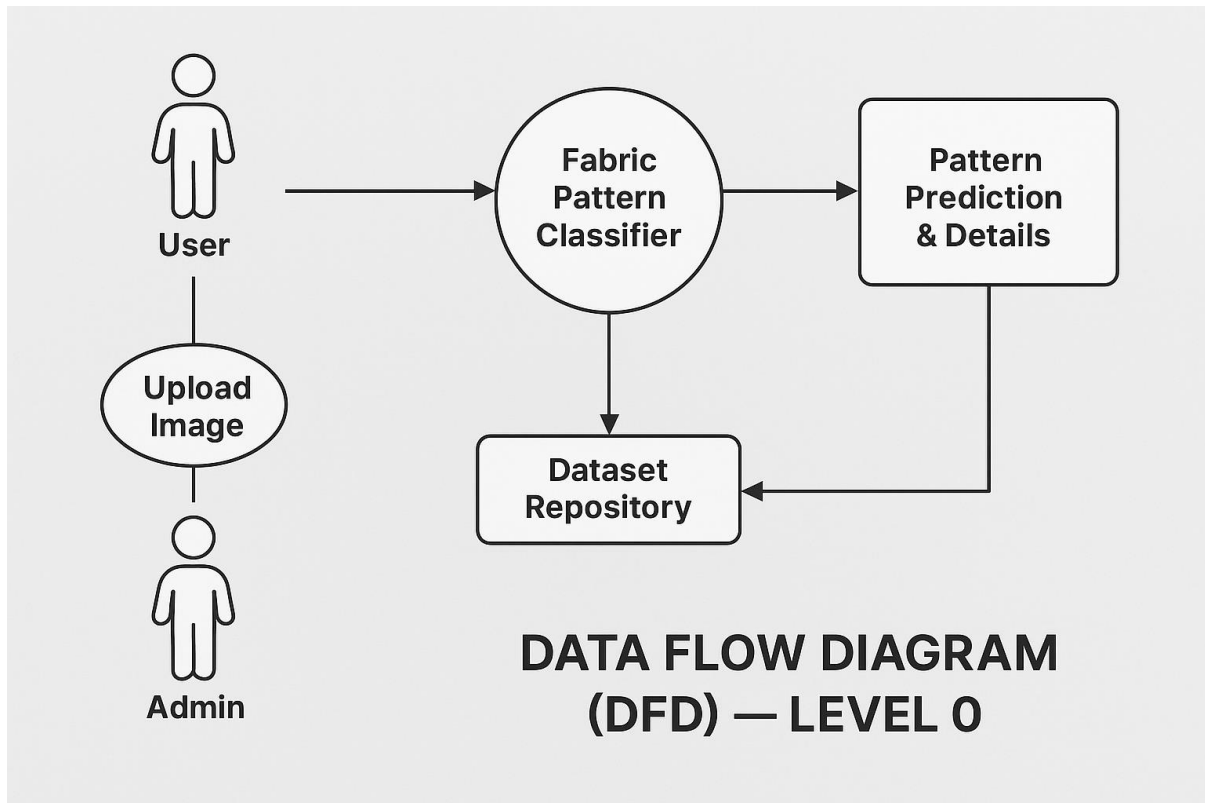 User
Fabric
Pattern
Classifier
Pattern
Prediction
& Details
Upload
Image
Dataset
Repository
Admin
DATA FLOW DIAGRAM
(DFD) — LEVEL 0